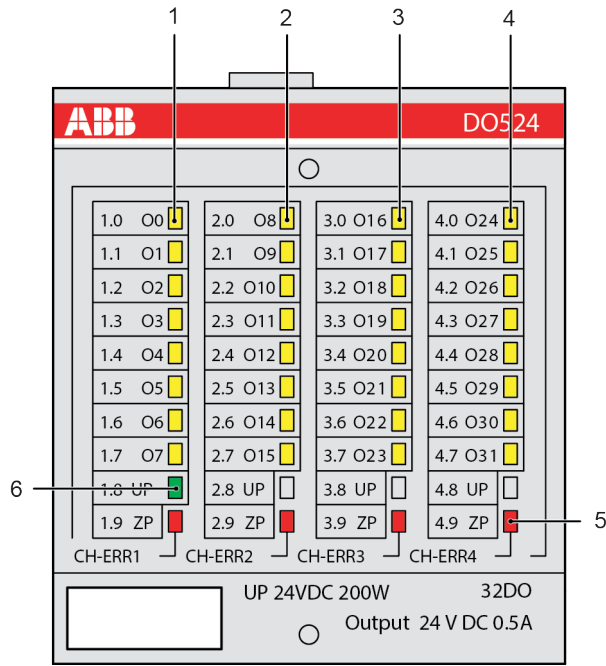 1 2 3 4
ABB DO524
1.0 O0 2.0 O8 3.0 O16 4.0 O24
1.1 O1 2.1 O9 3.1 O17 4.1 O25
1.2 O2 2.2 O10 3.2 O18 4.2 O26
1.3 O3 2.3 O11 3.3 O19 4.3 O27
1.4 O4 2.4 O12 3.4 O20 4.4 O28
1.5 O5 2.5 O13 3.5 O21 4.5 O29
1.6 O6 2.6 O14 3.6 O22 4.6 O30
1.7 O7 2.7 O15 3.7 O23 4.7 O31
6 1.8 UP 2.8 UP 3.8 UP 4.8 UP
1.9 ZP 2.9 ZP 3.9 ZP 4.9 ZP 5
CH-ERR1 CH-ERR2 CH-ERR3 CH-ERR4
UP 24VDC 200W 32DO
Output 24 V DC 0.5A